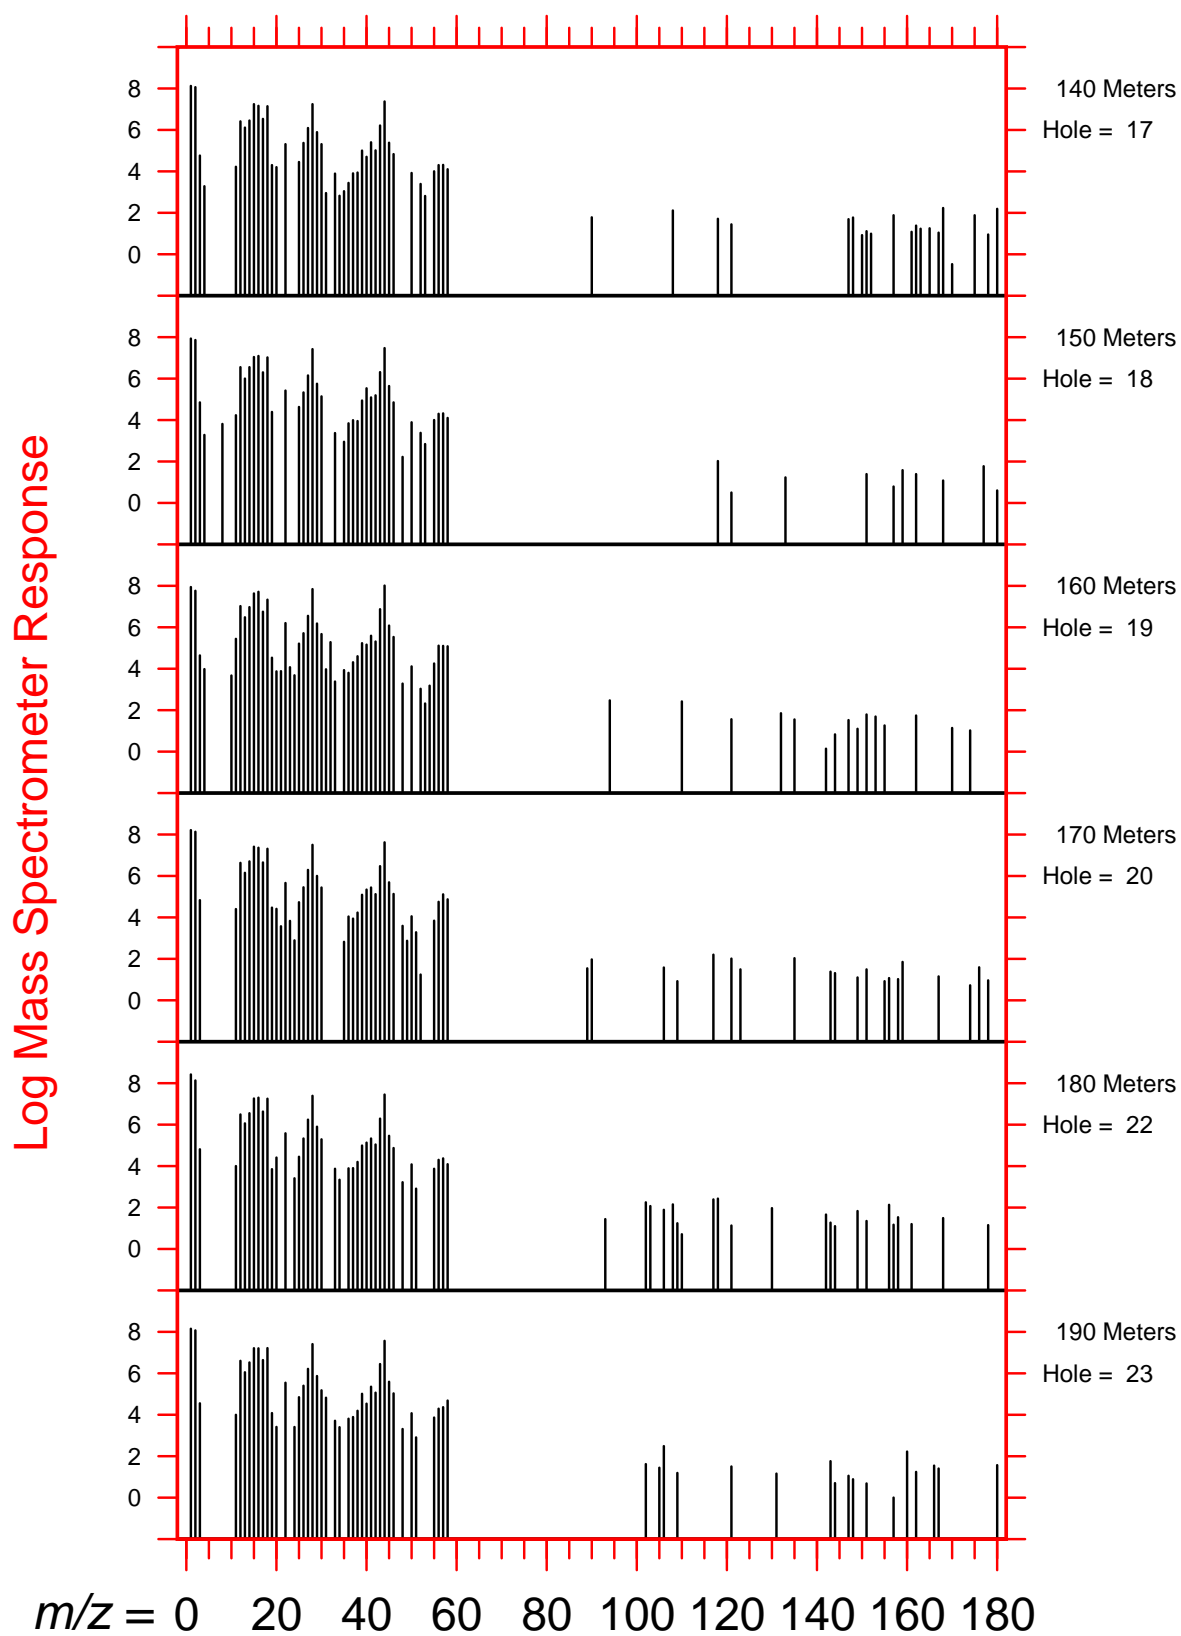 Log Mass Spectrometer Response
8
6
4
2
0
140 Meters
Hole = 17
8
6
4
2
0
150 Meters
Hole = 18
8
6
4
2
0
160 Meters
Hole = 19
8
6
4
2
0
170 Meters
Hole = 20
8
6
4
2
0
180 Meters
Hole = 22
8
6
4
2
0
190 Meters
Hole = 23
m/z = 0 20 40 60 80 100 120 140 160 180